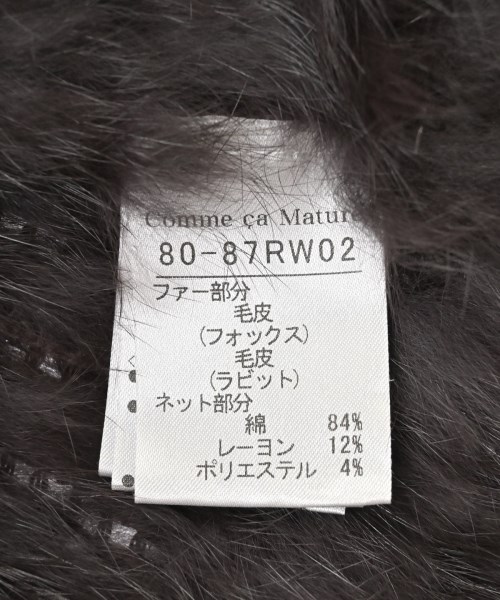 Comme ça Mature
80-87RW02
ファー部分
毛皮
(フォックス)
毛皮
(ラビット)
ネット部分
綿 84%
レーヨン 12%
ポリエステル 4%